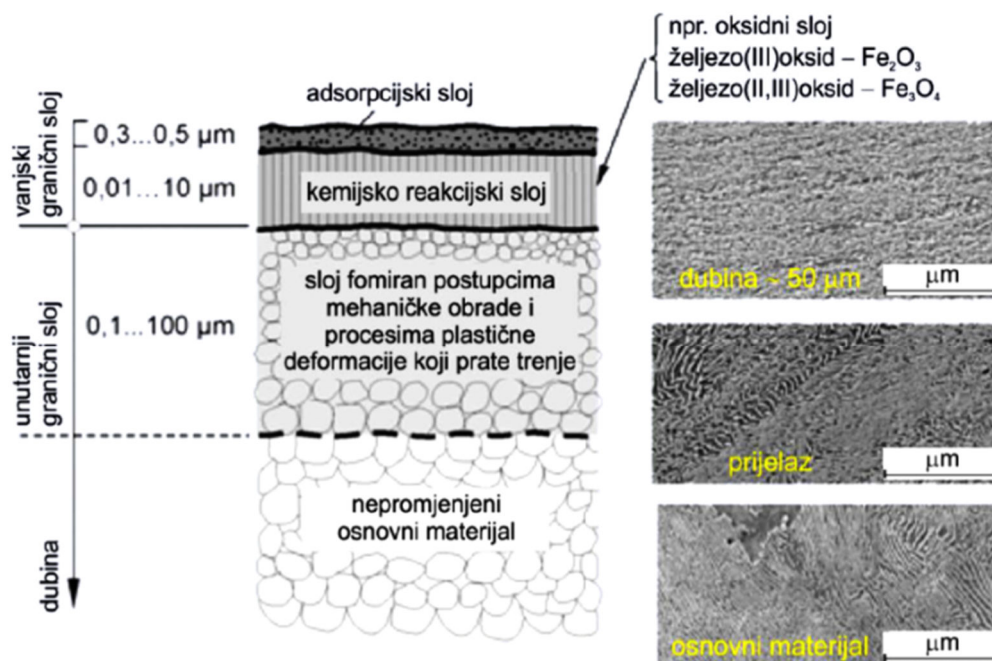 npr. oksidni sloj
željezo(III)oksid – Fe₂O₃
željezo(II,III)oksid – Fe₃O₄
adsorpcijski sloj
vanjski
granični sloj
0,3...0,5 µm
0,01...10 µm
kemijsko reakcijski sloj
unutarnji
granični sloj
0,1...100 µm
sloj fomiran postupcima
mehaničke obrade i
procesima plastične
deformacije koji prate trenje
nepromjenjeni
osnovni materijal
dubina
dubina ~ 50 µm
µm
prijelaz
µm
osnovni materijal
µm